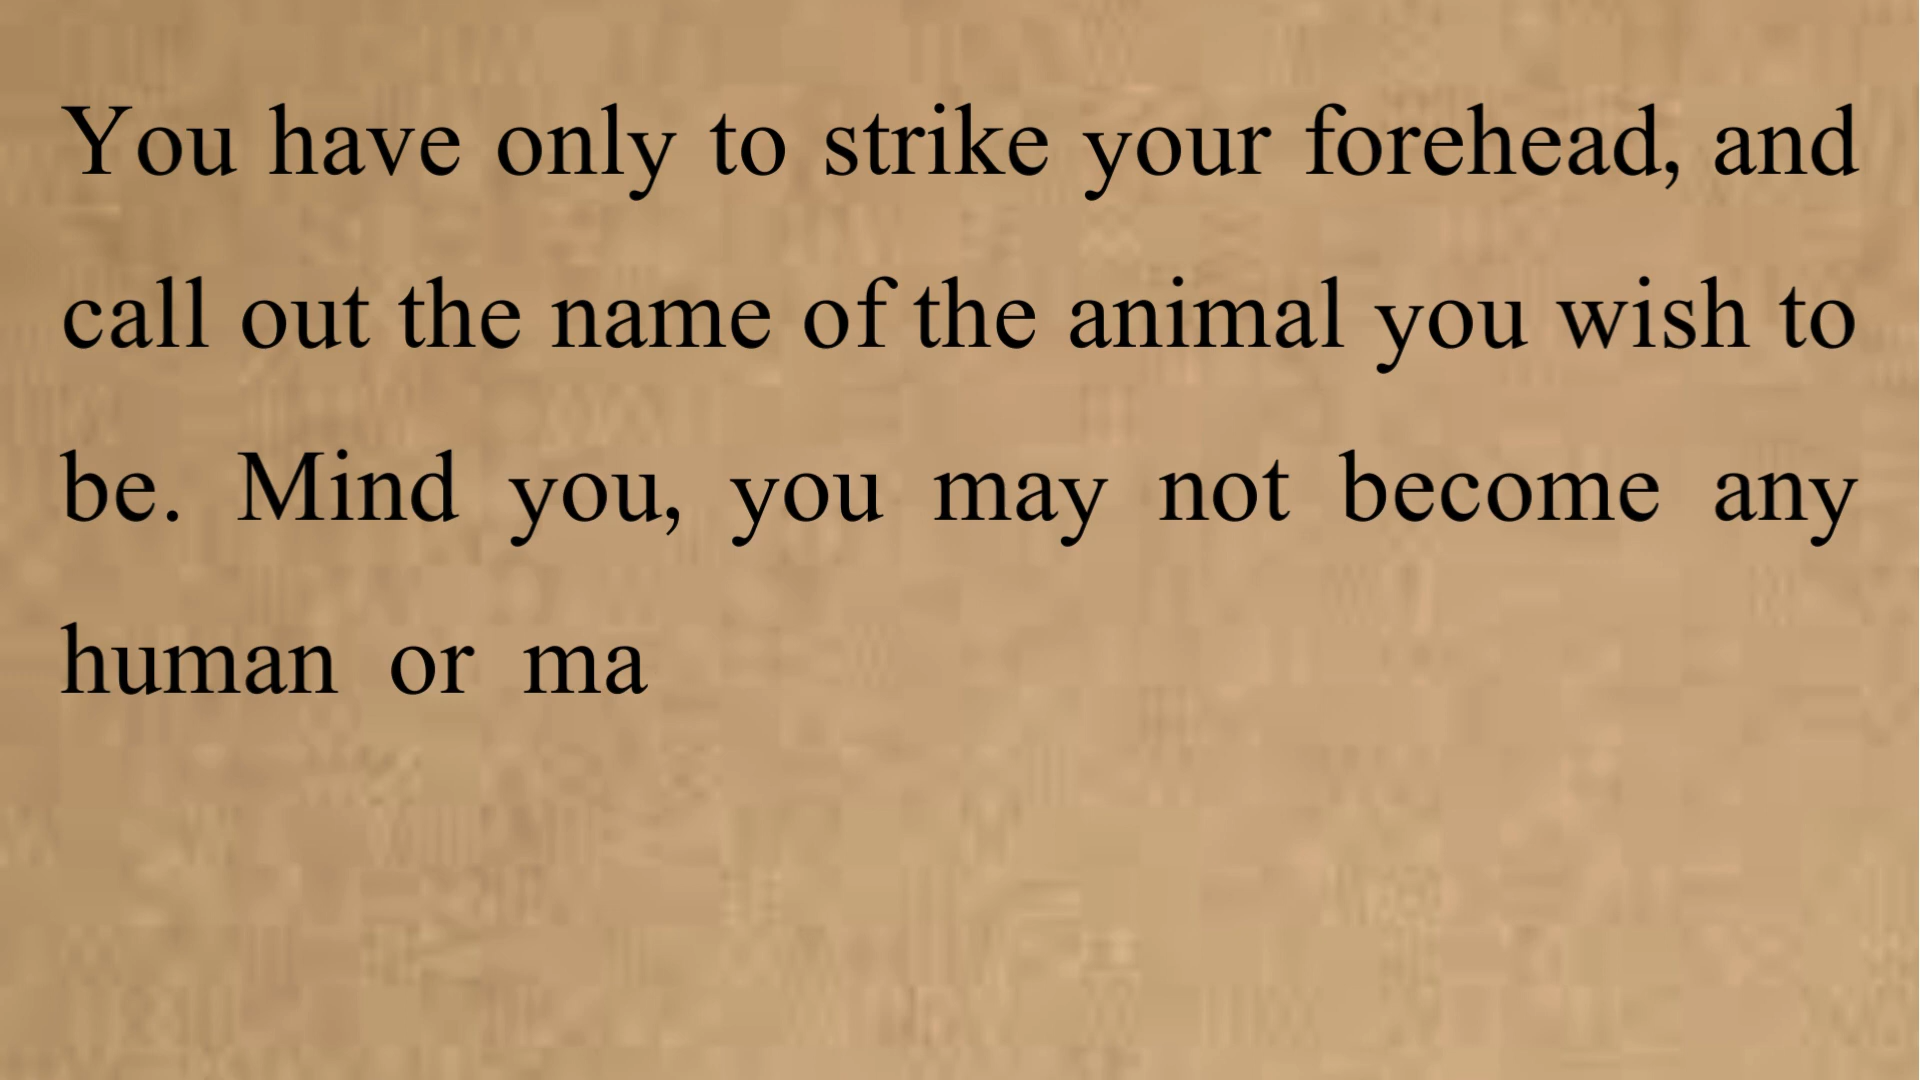 You have only to strike your forehead, and
call out the name of the animal you wish to
be. Mind you, you may not become any
human or ma